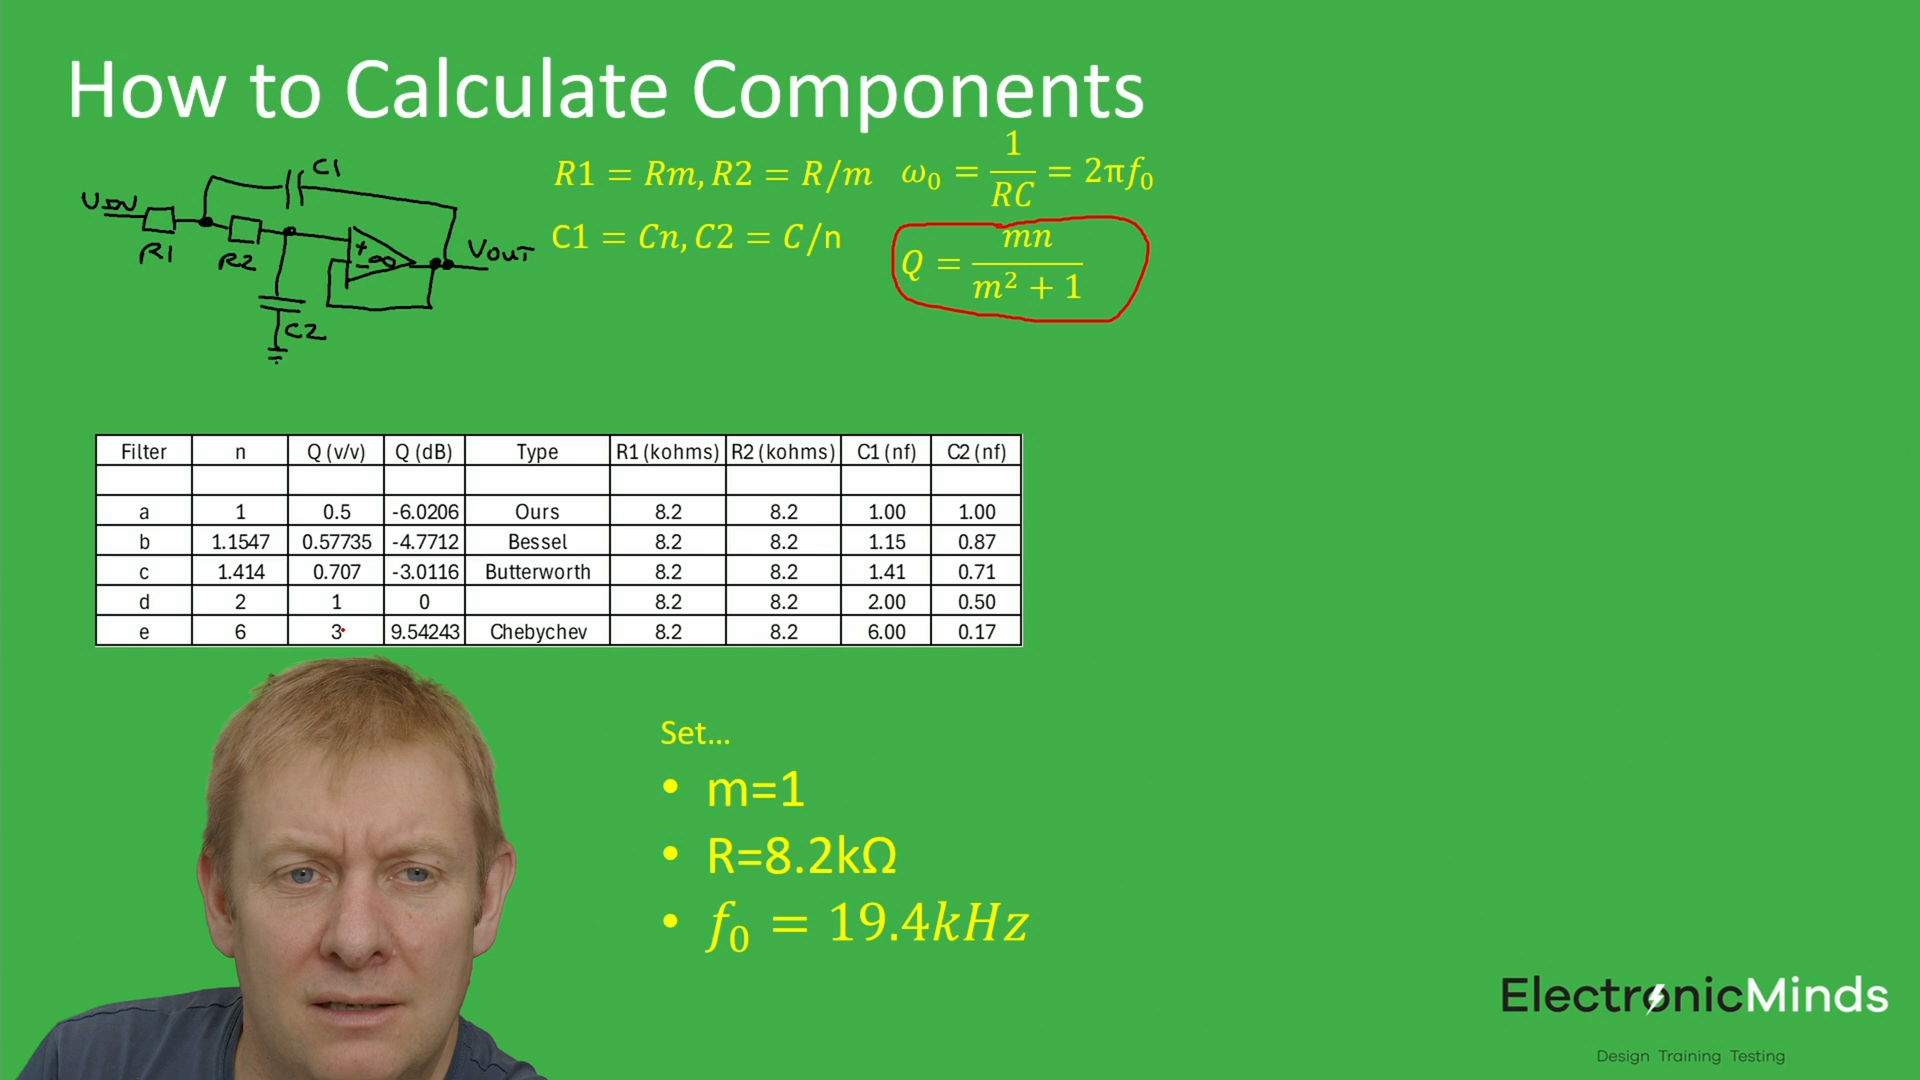 How to Calculate Components
C1
UIN
R1
R2
+
-
∞
VOUT
C2
R1 = Rm, R2 = R/m
ω₀ = 1/RC = 2πf₀
C1 = Cn, C2 = C/n
Q = mn/(m² + 1)
Filter n Q (v/v) Q (dB) Type R1 (kohms) R2 (kohms) C1 (nf) C2 (nf)
a 1 0.5 -6.0206 Ours 8.2 8.2 1.00 1.00
b 1.1547 0.57735 -4.7712 Bessel 8.2 8.2 1.15 0.87
c 1.414 0.707 -3.0116 Butterworth 8.2 8.2 1.41 0.71
d 2 1 0 8.2 8.2 2.00 0.50
e 6 3 9.54243 Chebychev 8.2 8.2 6.00 0.17
Set...
• m=1
• R=8.2kΩ
• f₀ = 19.4kHz
ElectronicMinds
Design Training Testing